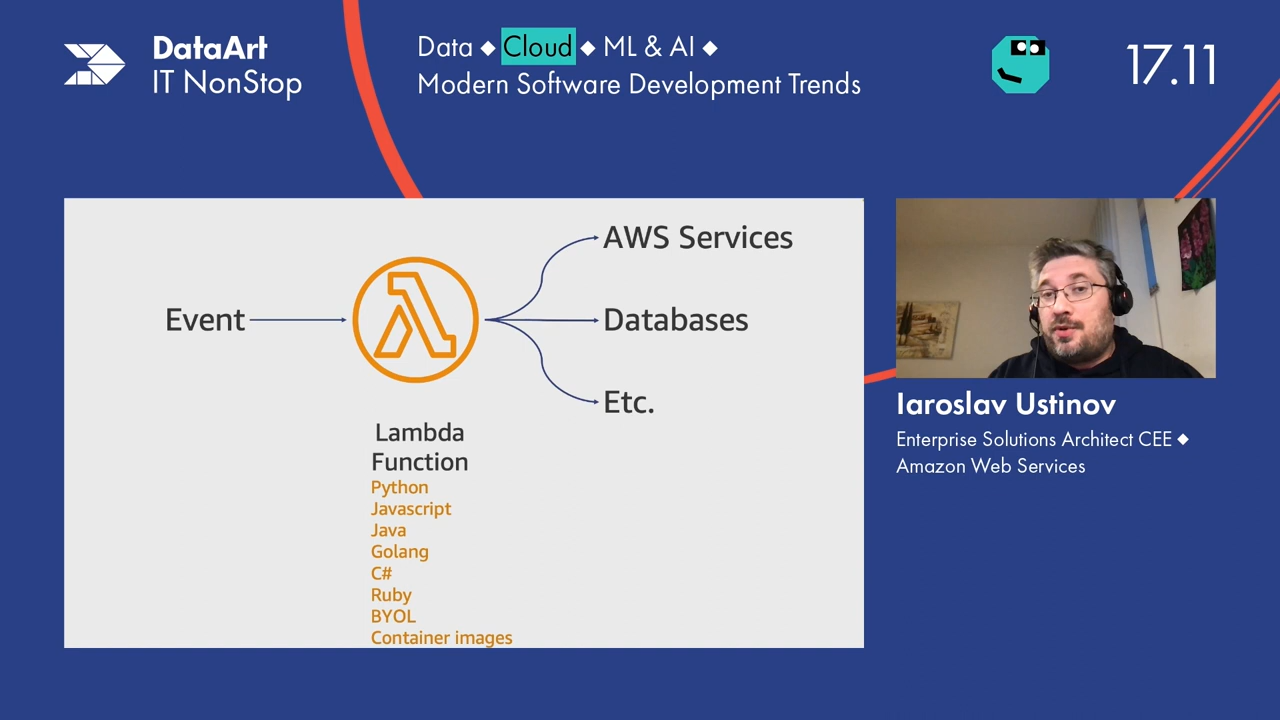 DataArt
IT NonStop
Data ◆ Cloud ◆ ML & AI ◆
Modern Software Development Trends
17.11
Event
AWS Services
Databases
Etc.
Lambda
Function
Python
Javascript
Java
Golang
C#
Ruby
BYOL
Container images
Iaroslav Ustinov
Enterprise Solutions Architect CEE ◆
Amazon Web Services